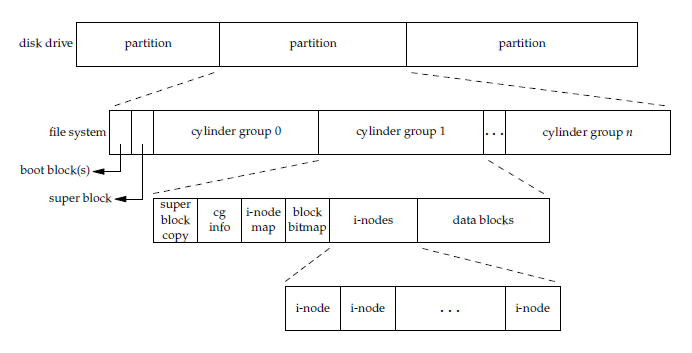 disk drive partition partition partition
file system cylinder group 0 cylinder group 1 ... cylinder group n
boot block(s)
super block
super block copy cg info i-node map block bitmap i-nodes data blocks
i-node i-node ... i-node